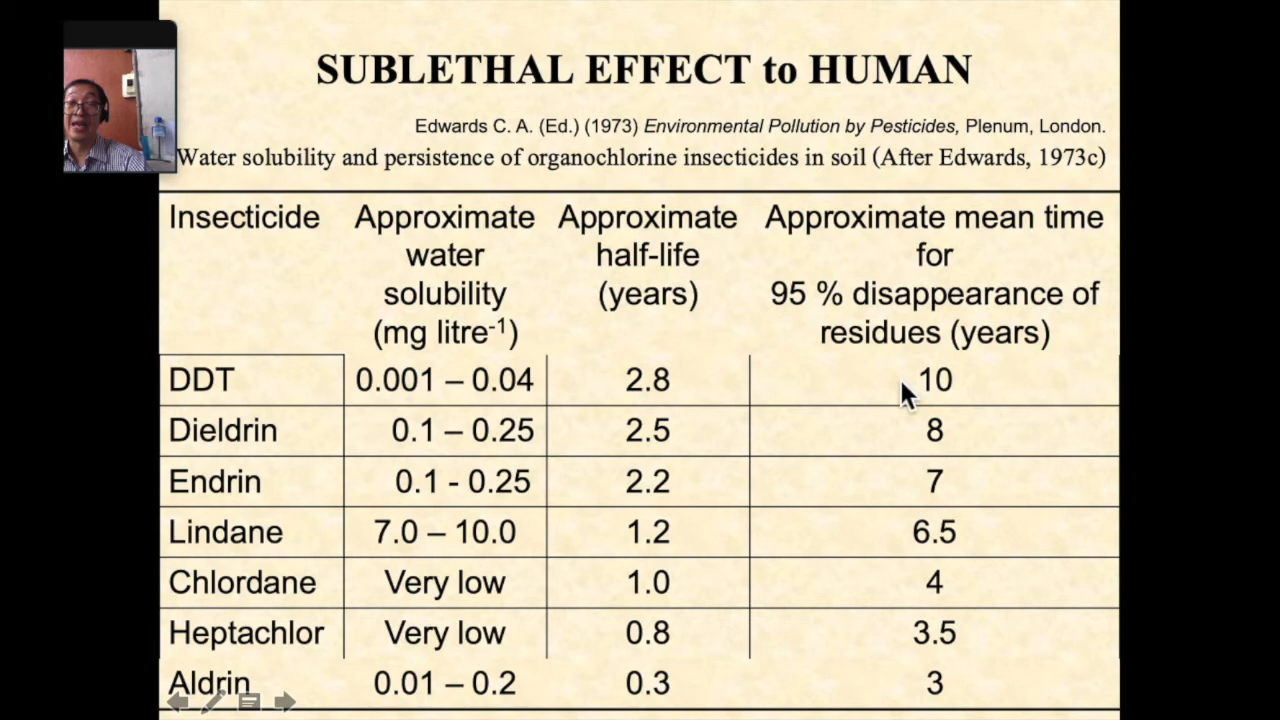 SUBLETHAL EFFECT to HUMAN
Edwards C. A. (Ed.) (1973) Environmental Pollution by Pesticides, Plenum, London.
Water solubility and persistence of organochlorine insecticides in soil (After Edwards, 1973c)
Insecticide Approximate water solubility (mg litre-1) Approximate half-life (years) Approximate mean time for 95 % disappearance of residues (years)
DDT 0.001 – 0.04 2.8 10
Dieldrin 0.1 – 0.25 2.5 8
Endrin 0.1 - 0.25 2.2 7
Lindane 7.0 – 10.0 1.2 6.5
Chlordane Very low 1.0 4
Heptachlor Very low 0.8 3.5
Aldrin 0.01 – 0.2 0.3 3